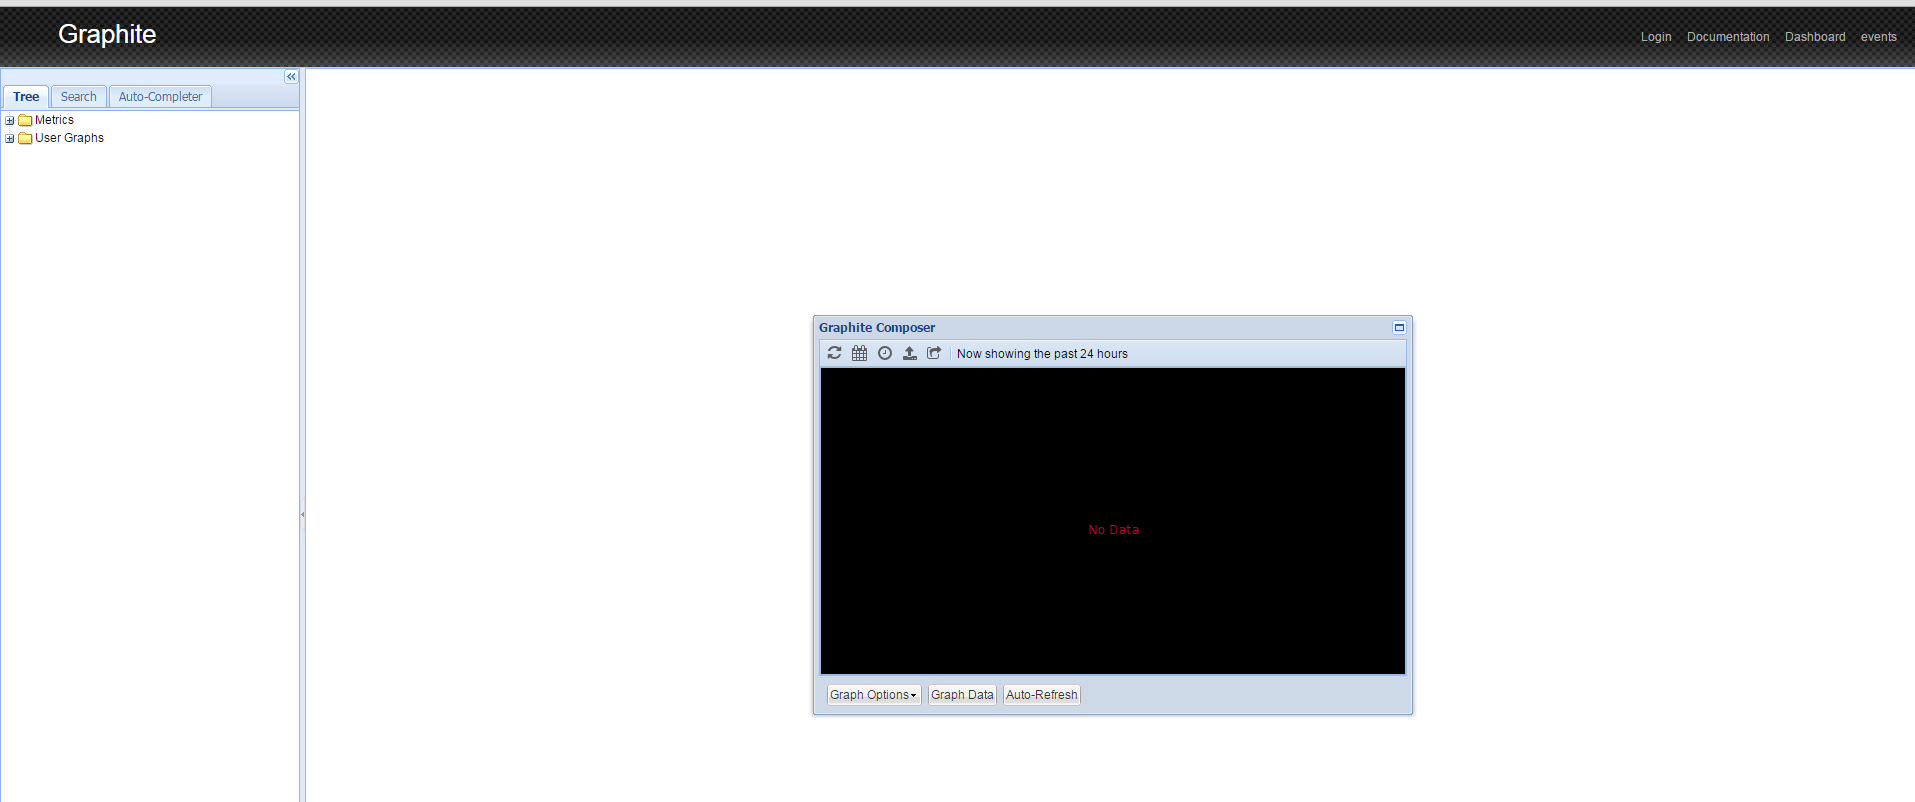 Graphite
Login Documentation Dashboard events
Tree Search Auto-Completer
Metrics
User Graphs
Graphite Composer
Now showing the past 24 hours
No Data
Graph Options Graph Data Auto-Refresh